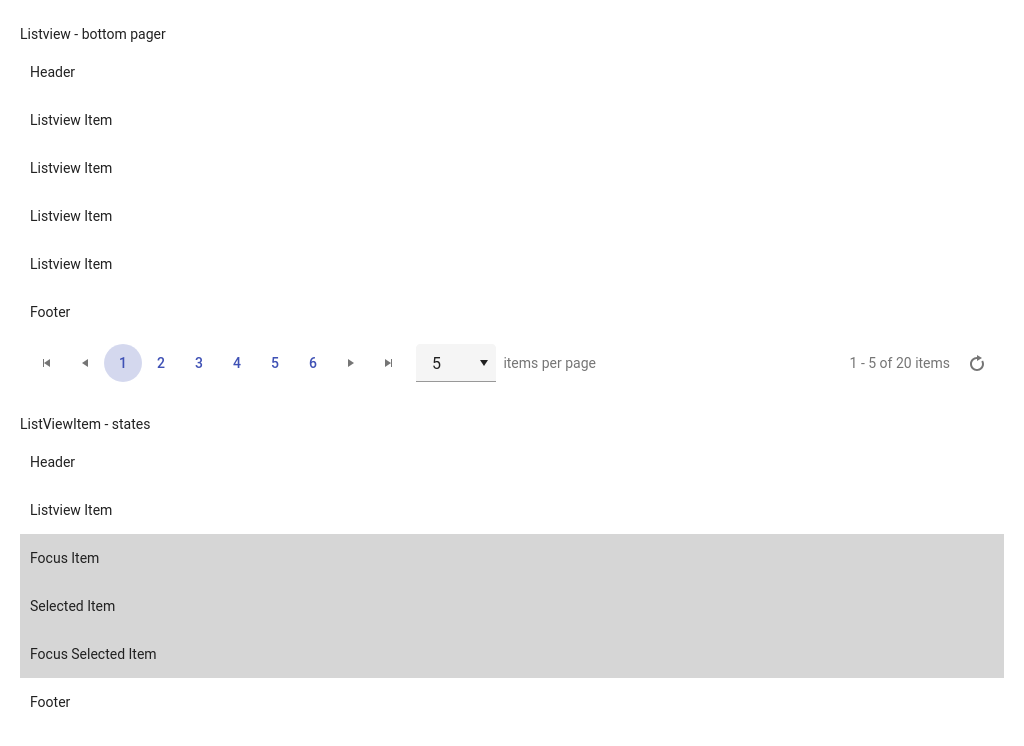 Listview - bottom pager
Header
Listview Item
Listview Item
Listview Item
Listview Item
Footer
1 2 3 4 5 6 5 items per page 1 - 5 of 20 items
ListViewItem - states
Header
Listview Item
Focus Item
Selected Item
Focus Selected Item
Footer